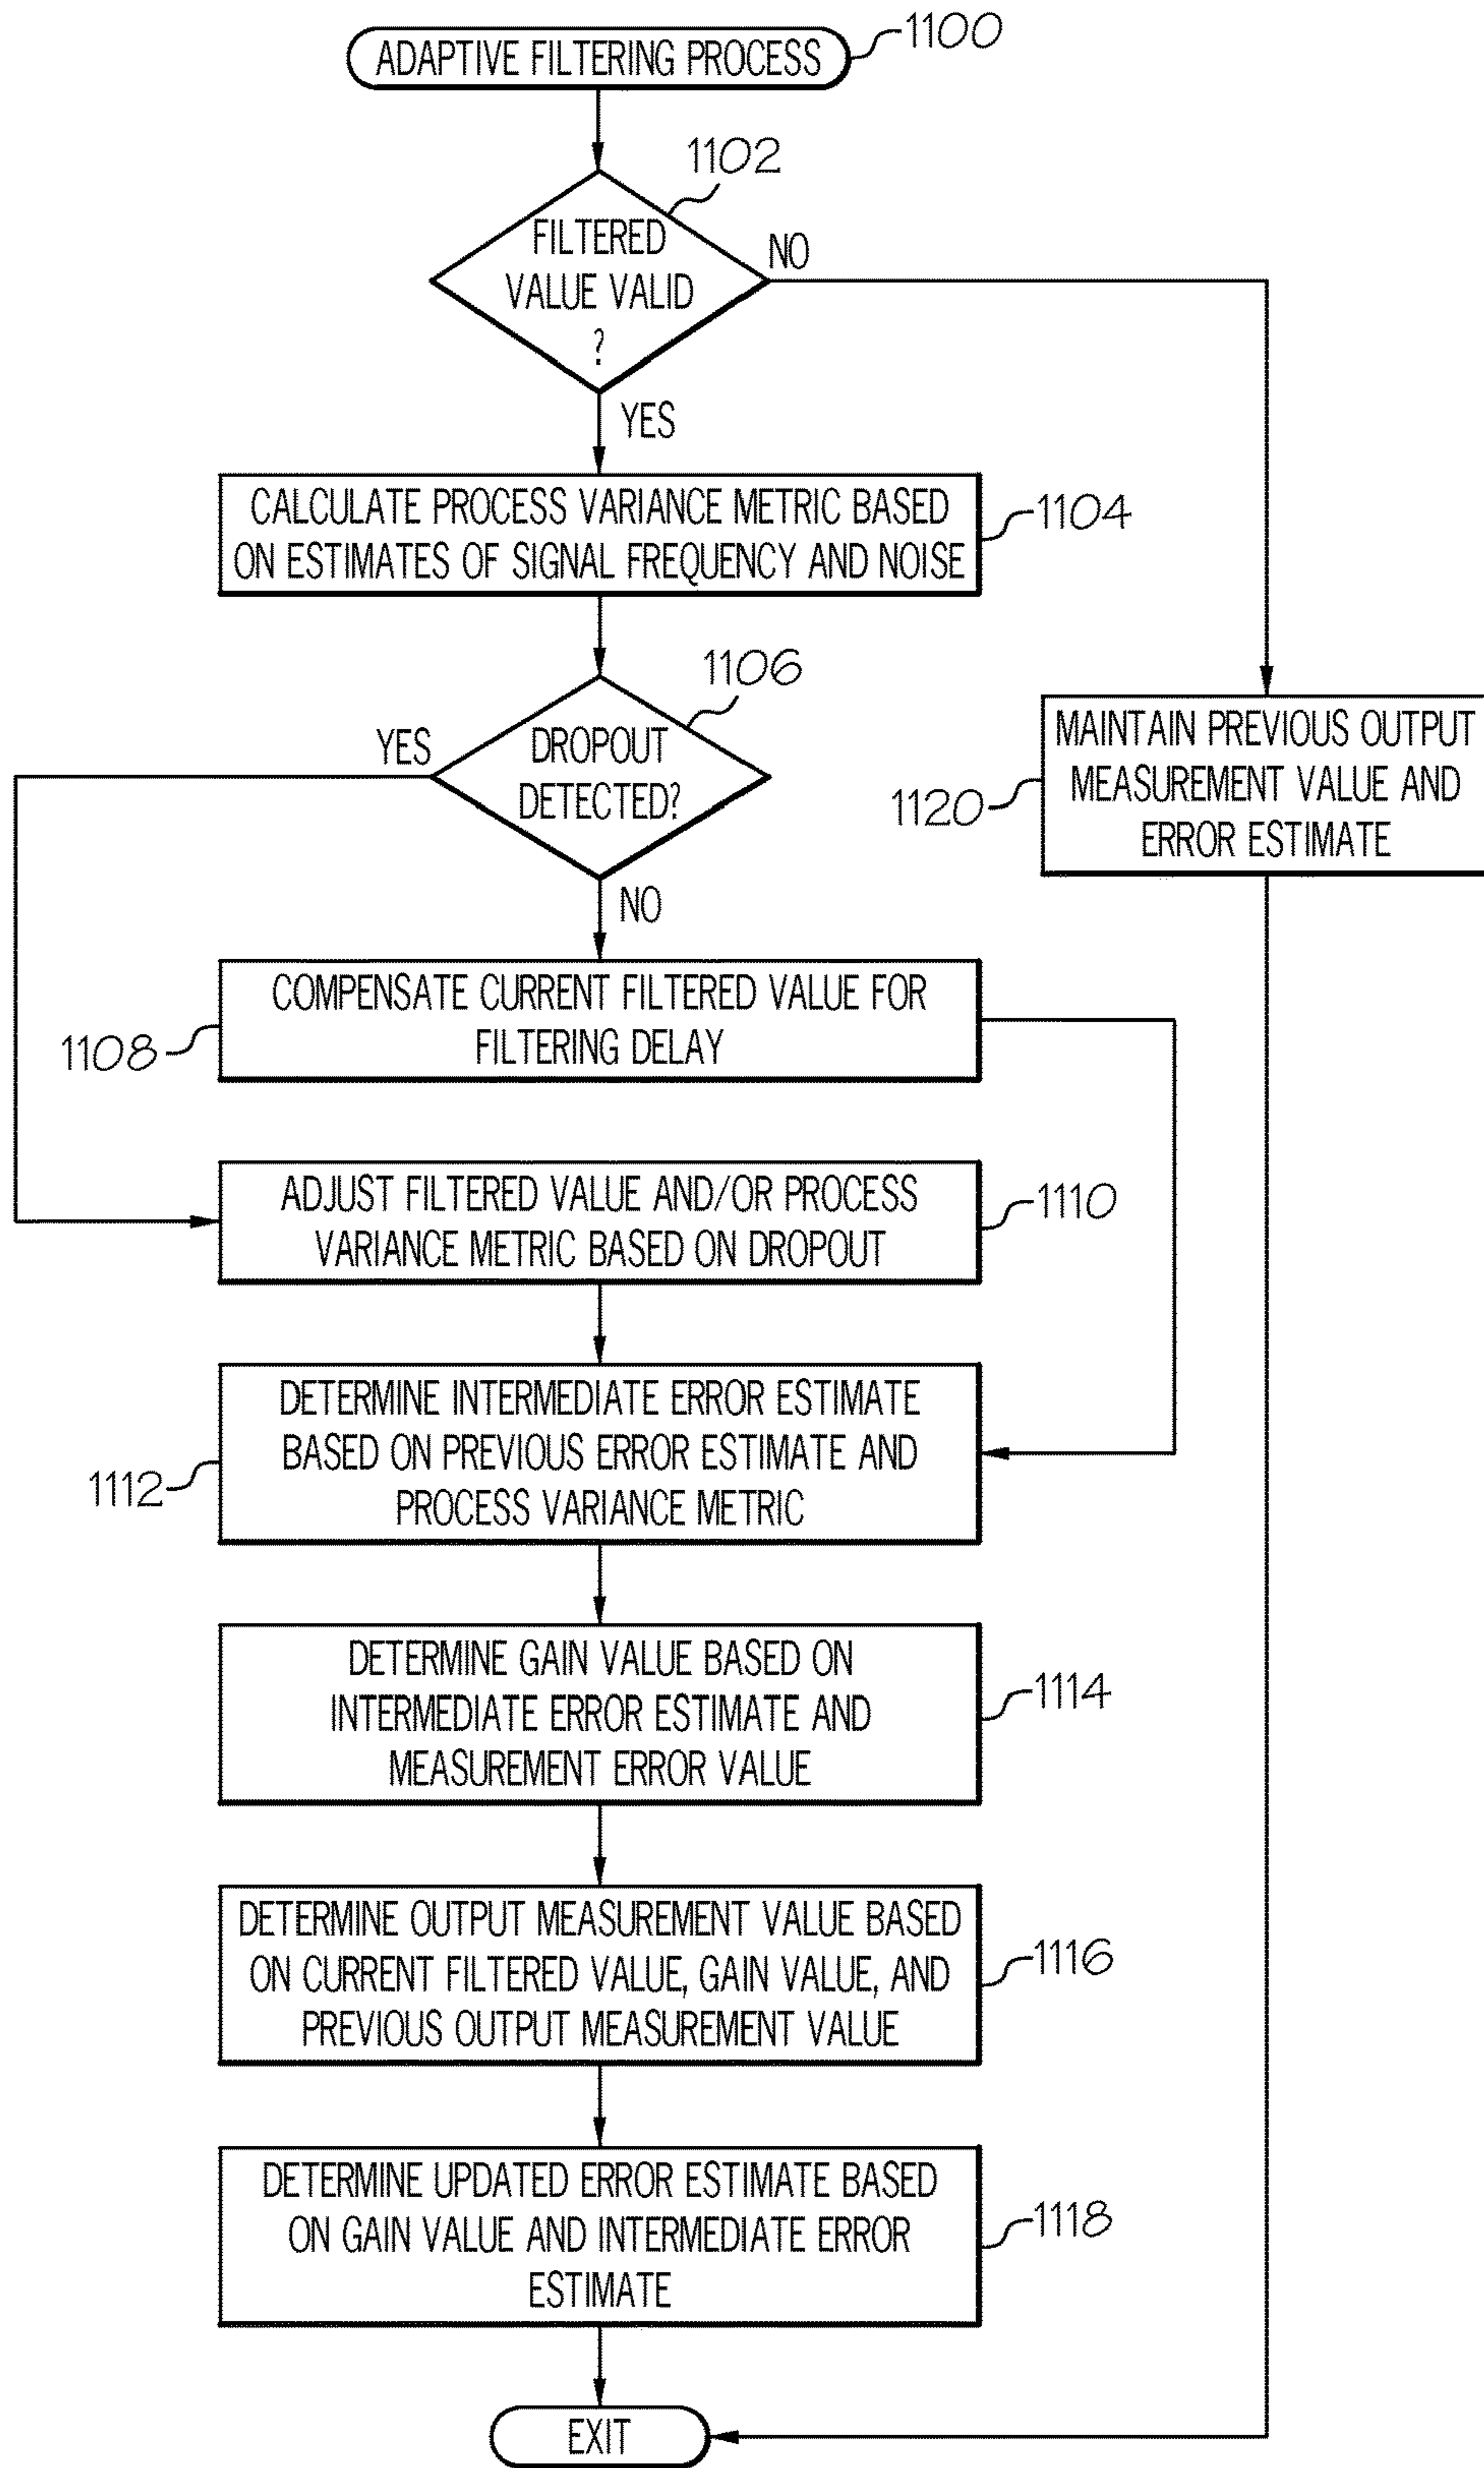 ADAPTIVE FILTERING PROCESS
1100
1102
FILTERED
VALUE VALID
?
NO
YES
CALCULATE PROCESS VARIANCE METRIC BASED
ON ESTIMATES OF SIGNAL FREQUENCY AND NOISE
1104
1106
YES
DROPOUT
DETECTED?
NO
MAINTAIN PREVIOUS OUTPUT
MEASUREMENT VALUE AND
ERROR ESTIMATE
1120
COMPENSATE CURRENT FILTERED VALUE FOR
FILTERING DELAY
1108
ADJUST FILTERED VALUE AND/OR PROCESS
VARIANCE METRIC BASED ON DROPOUT
1110
DETERMINE INTERMEDIATE ERROR ESTIMATE
BASED ON PREVIOUS ERROR ESTIMATE AND
PROCESS VARIANCE METRIC
1112
DETERMINE GAIN VALUE BASED ON
INTERMEDIATE ERROR ESTIMATE AND
MEASUREMENT ERROR VALUE
1114
DETERMINE OUTPUT MEASUREMENT VALUE BASED
ON CURRENT FILTERED VALUE, GAIN VALUE, AND
PREVIOUS OUTPUT MEASUREMENT VALUE
1116
DETERMINE UPDATED ERROR ESTIMATE BASED
ON GAIN VALUE AND INTERMEDIATE ERROR
ESTIMATE
1118
EXIT